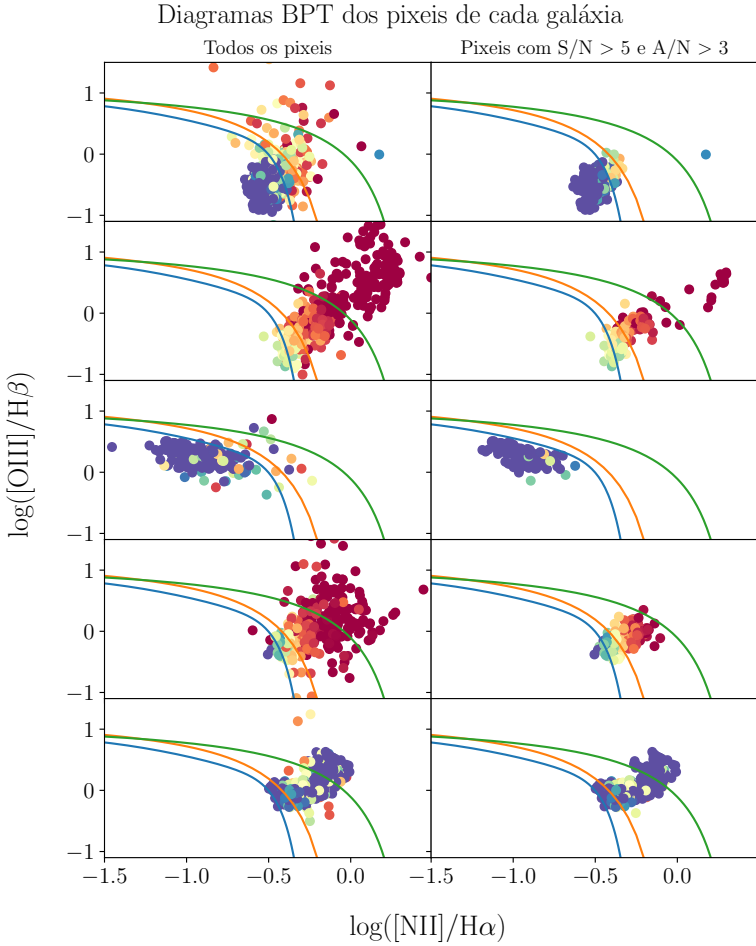 Diagramas BPT dos pixeis de cada galáxia
Todos os pixeis
Pixeis com S/N > 5 e A/N > 3
1
0
−1
1
0
−1
1
0
−1
1
0
−1
1
0
−1
log([OIII]/Hβ)
−1.5 −1.0 −0.5 0.0
−1.5 −1.0 −0.5 0.0
log([NII]/Hα)